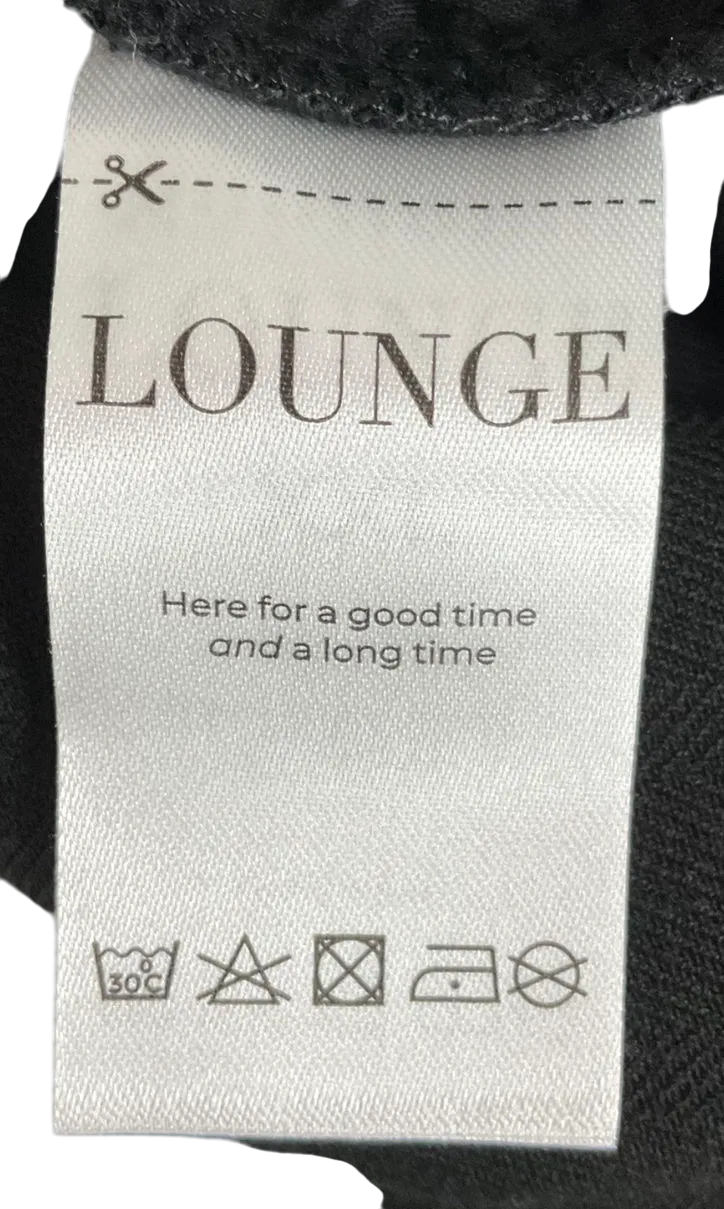 LOUNGE
Here for a good time
and a long time
30°C